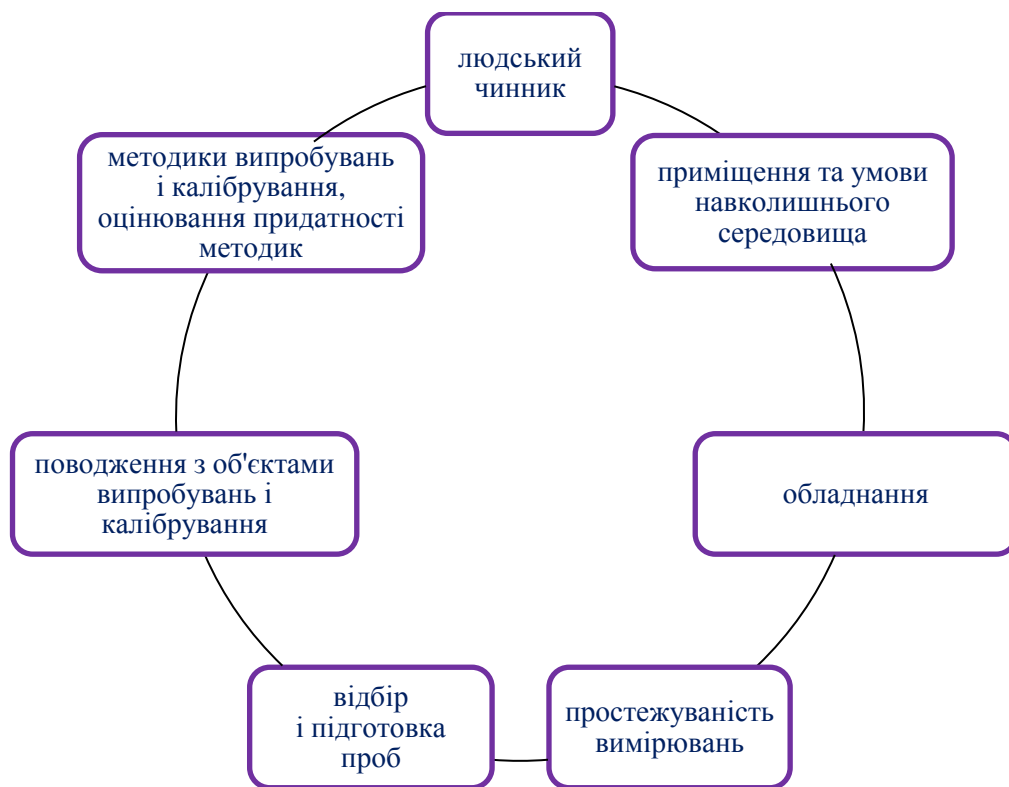 людський
чинник
приміщення та умови
навколишнього
середовища
обладнання
простежуваність
вимірювань
відбір
і підготовка
проб
поводження з об'єктами
випробувань і
калібрування
методики випробувань
і калібрування,
оцінювання придатності
методик